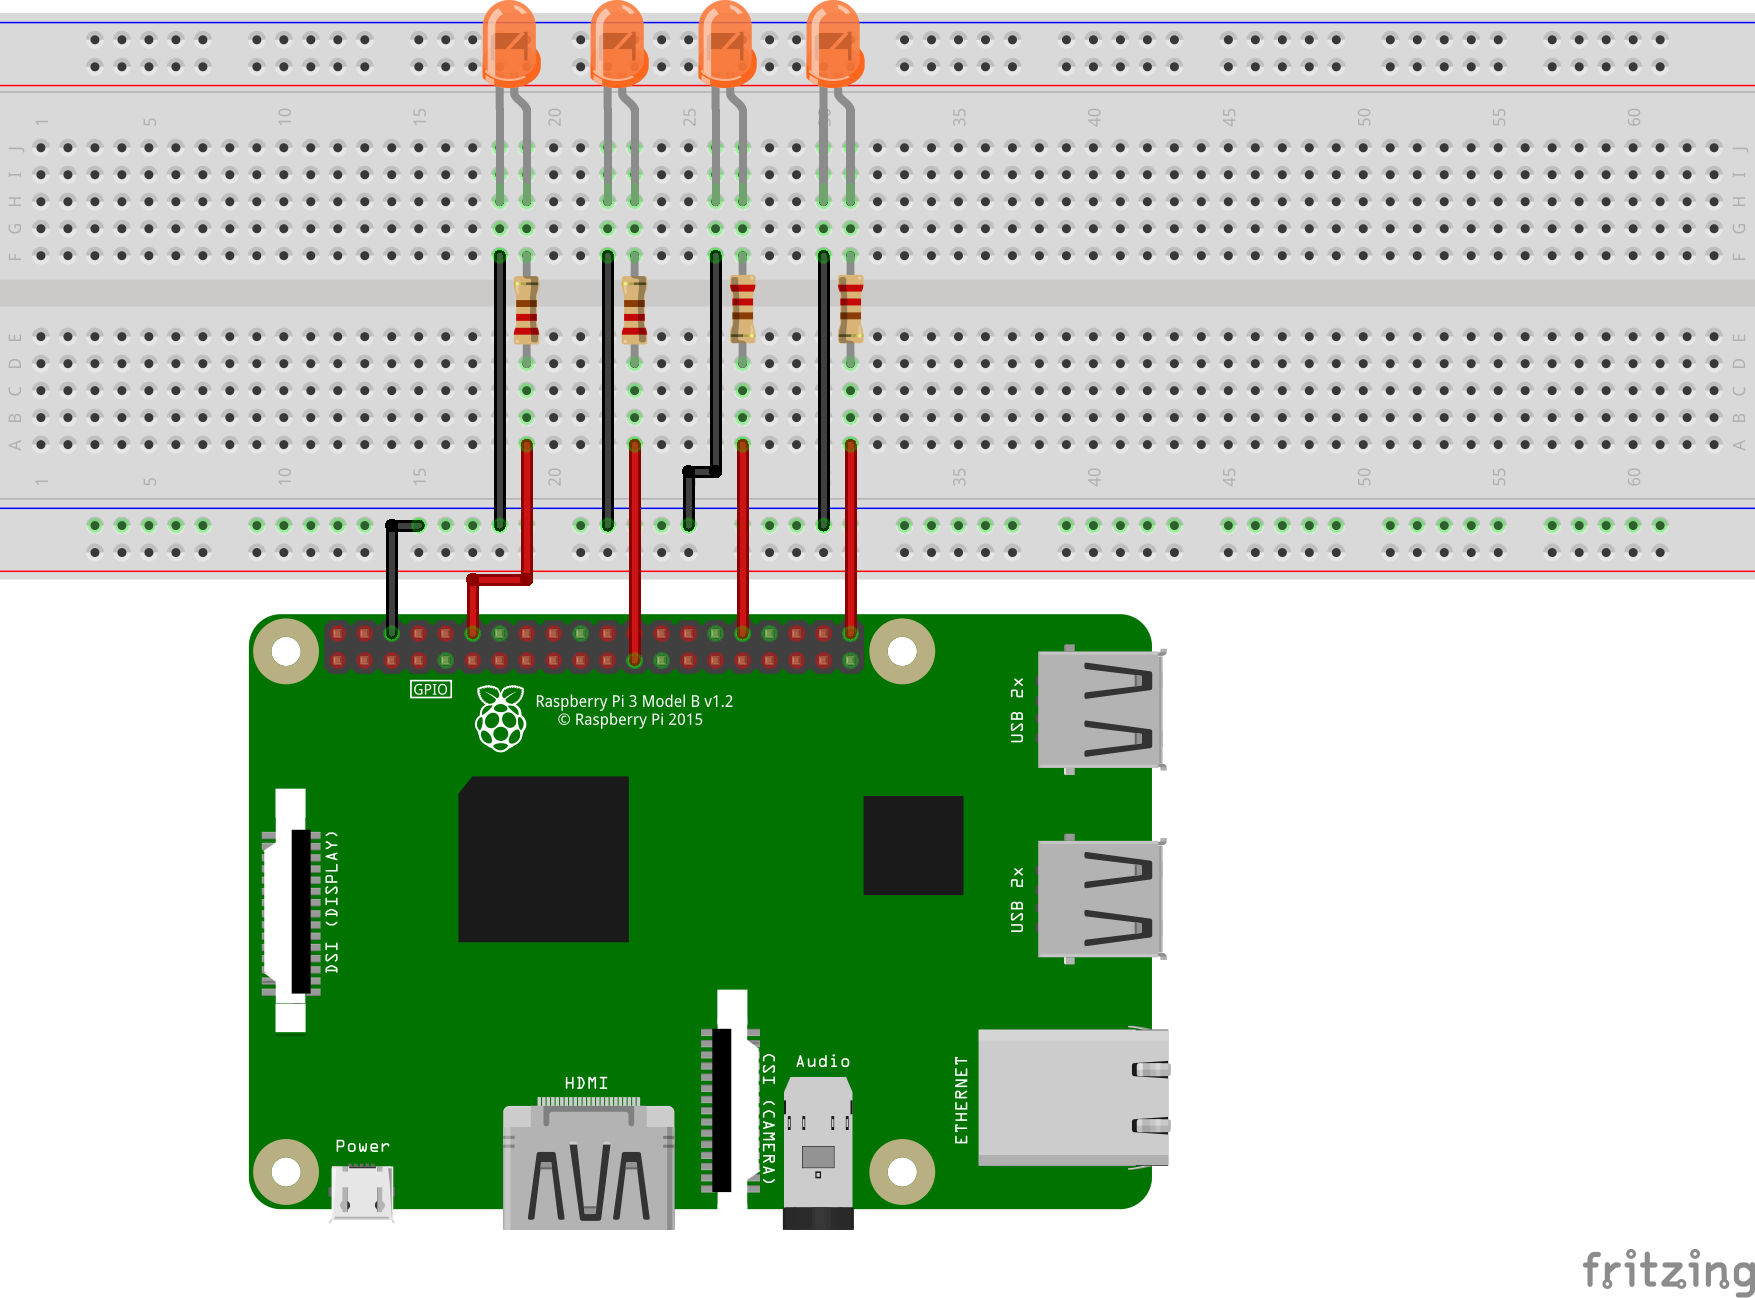 1 5 10 15 20 25 30 35 40 45 50 55 60
J J
I I
H H
G G
F F
E E
D D
C C
B B
A A
1 5 10 15 20 35 40 45 50 55 60
GPIO
Raspberry Pi 3 Model B v1.2
© Raspberry Pi 2015
USB 2x
DSI (DISPLAY)
USB 2x
HDMI
CSI (CAMERA)
Audio
ETHERNET
Power
fritzing